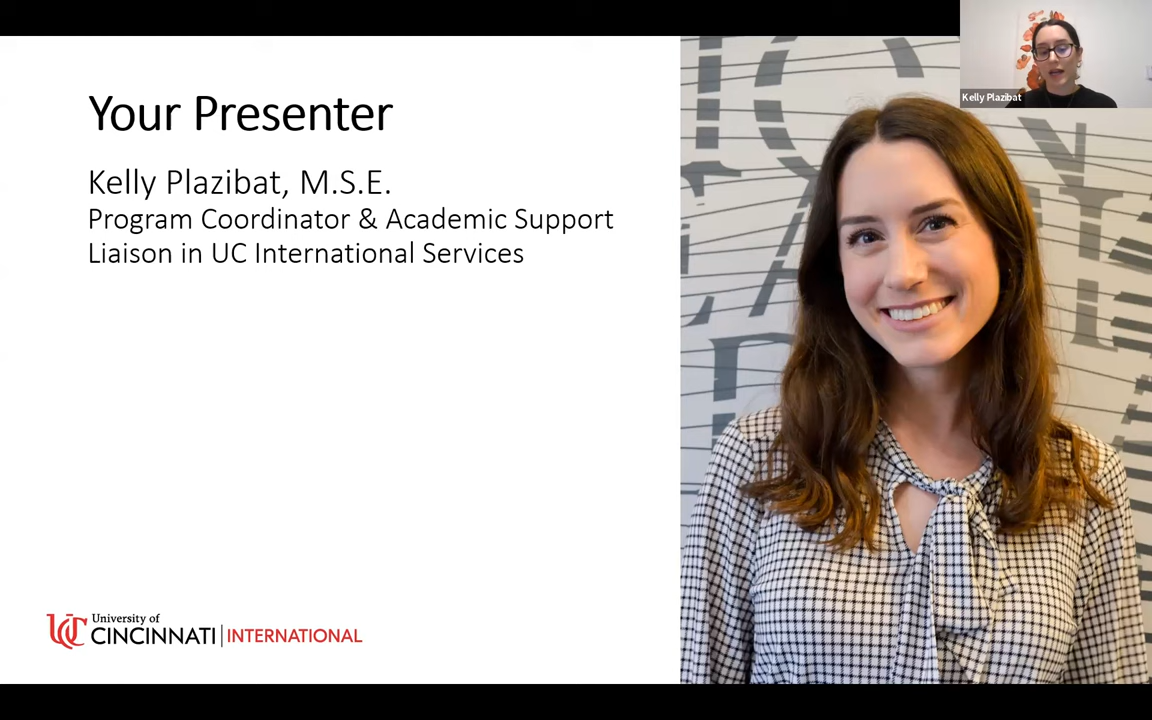 Your Presenter
Kelly Plazibat, M.S.E.
Program Coordinator & Academic Support
Liaison in UC International Services
Kelly Plazibat
UC University of
CINCINNATI | INTERNATIONAL